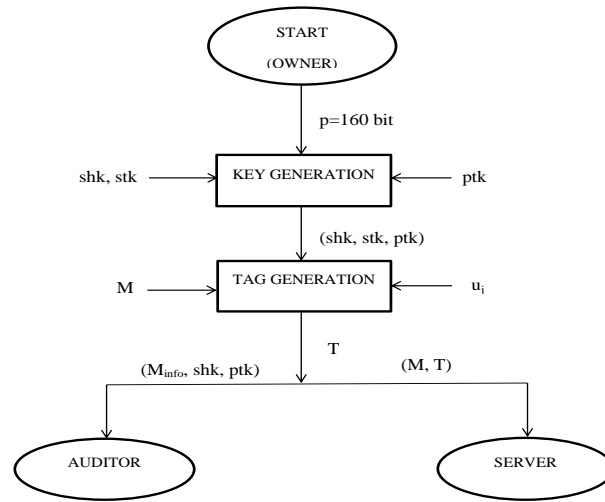 START
(OWNER)
p=160 bit
shk, stk
KEY GENERATION
ptk
(shk, stk, ptk)
TAG GENERATION
M
uᵢ
T
(Minfo, shk, ptk)
(M, T)
AUDITOR
SERVER